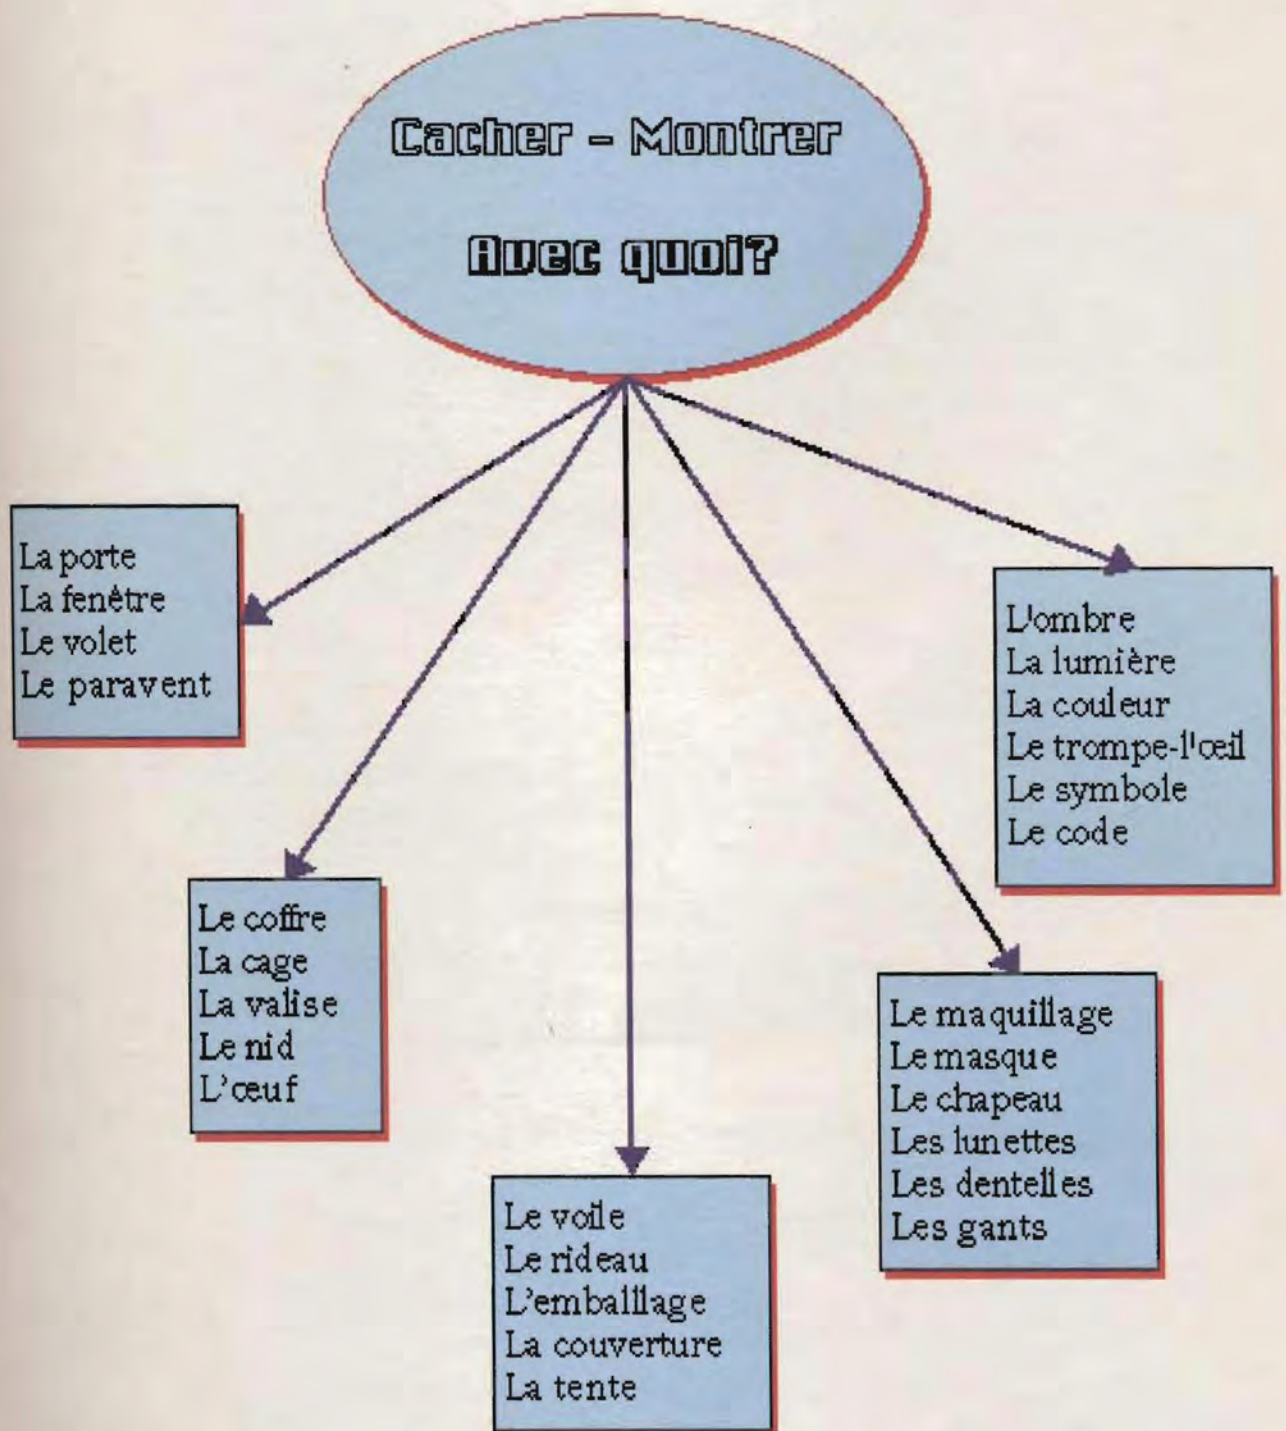 Cacher - Montrer
Avec quoi?
La porte
La fenêtre
Le volet
Le paravent
Le coffre
La cage
La valise
Le nid
L'œuf
Le voile
Le rideau
L'emballage
La couverture
La tente
Le maquillage
Le masque
Le chapeau
Les lunettes
Les dentelles
Les gants
L'ombre
La lumière
La couleur
Le trompe-l'œil
Le symbole
Le code